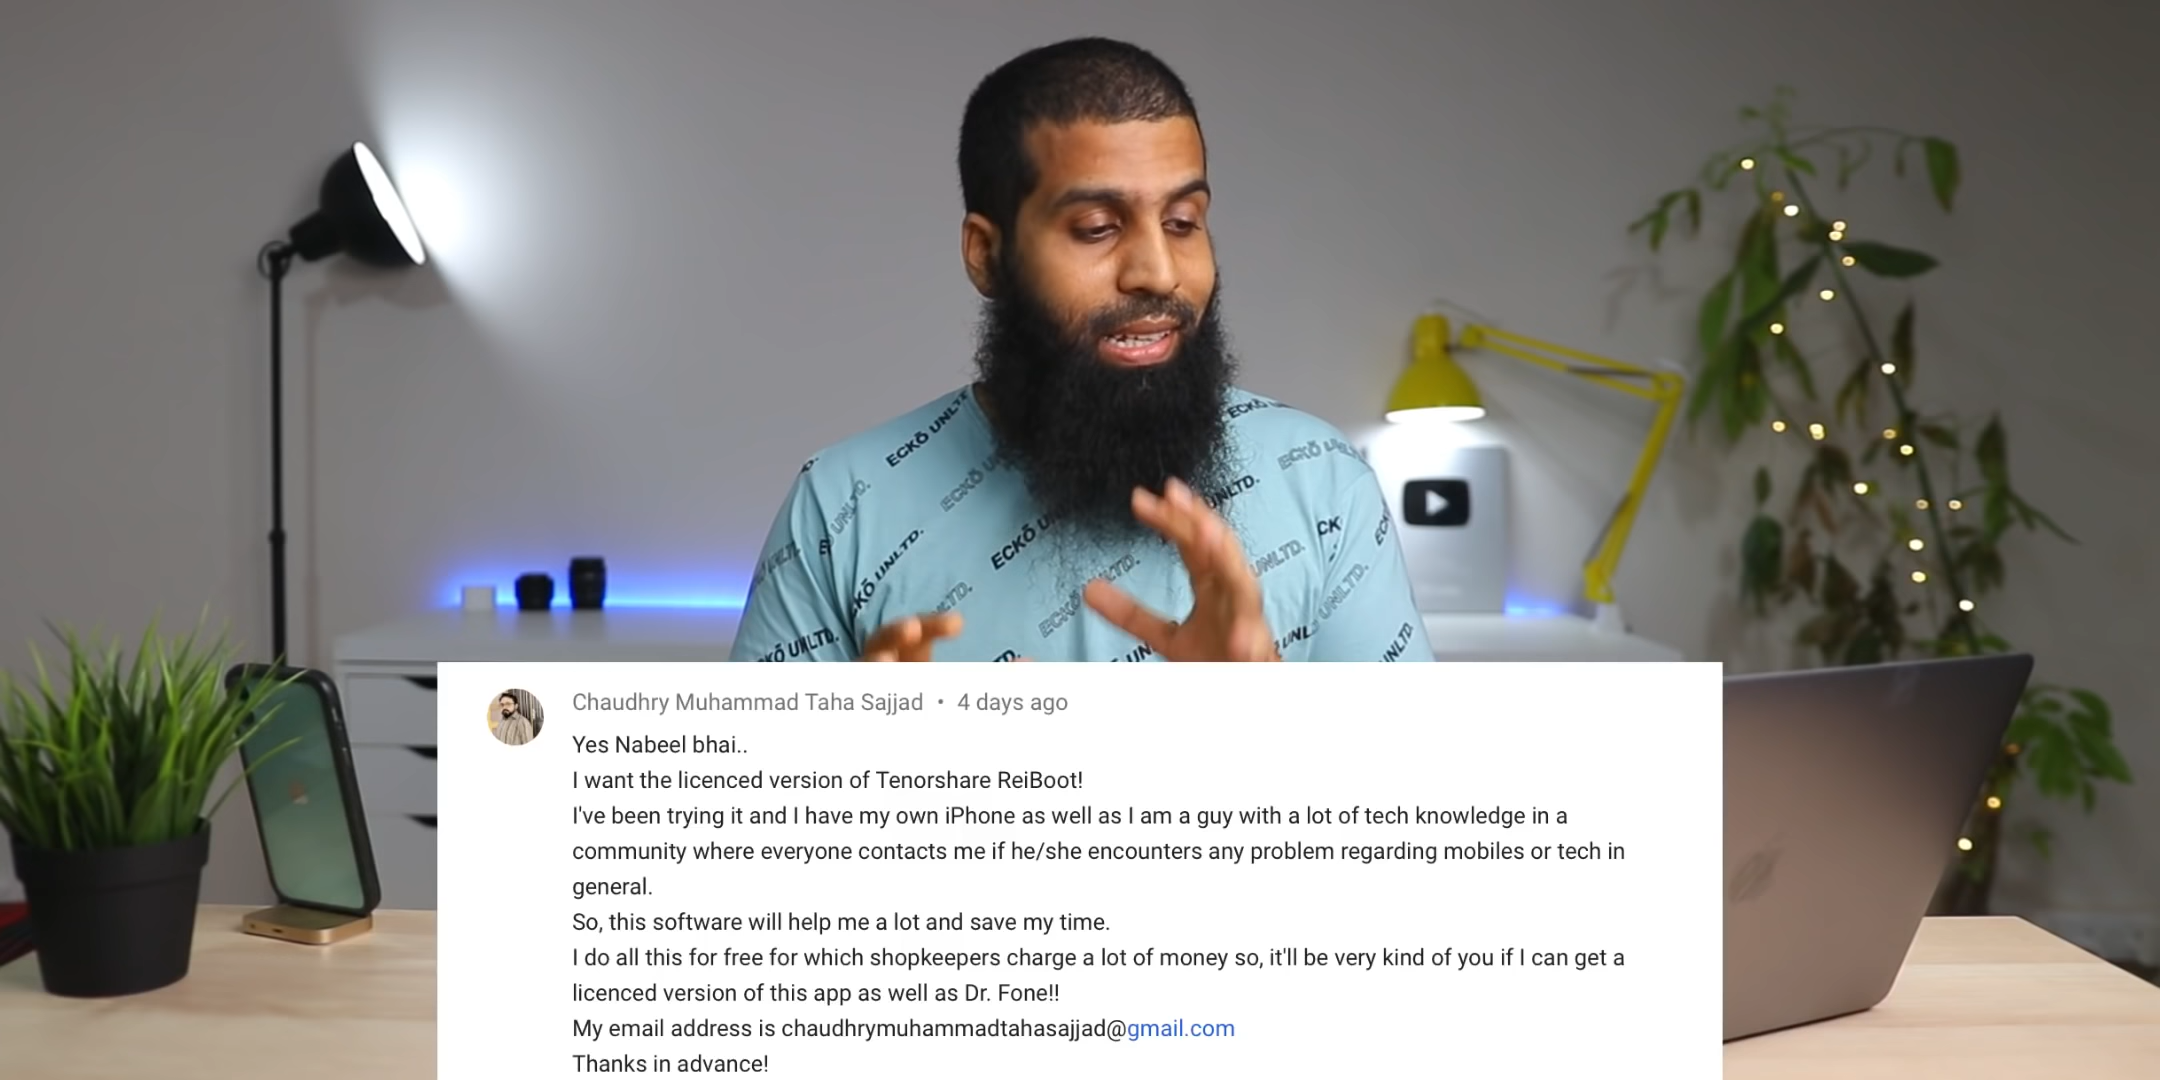 ECKŌ UNLTD.
Chaudhry Muhammad Taha Sajjad • 4 days ago
Yes Nabeel bhai..
I want the licenced version of Tenorshare ReiBoot!
I've been trying it and I have my own iPhone as well as I am a guy with a lot of tech knowledge in a
community where everyone contacts me if he/she encounters any problem regarding mobiles or tech in
general.
So, this software will help me a lot and save my time.
I do all this for free for which shopkeepers charge a lot of money so, it'll be very kind of you if I can get a
licenced version of this app as well as Dr. Fone!!
My email address is chaudhrymuhammadtahasajjad@gmail.com
Thanks in advance!